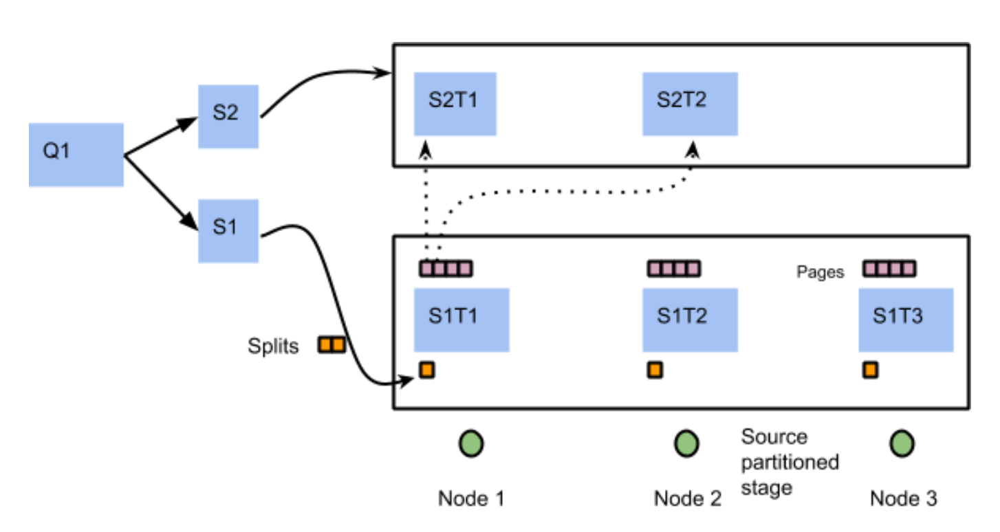 S2T1
S2T2
S2
Q1
S1
Pages
S1T1
S1T2
S1T3
Splits
Source
partitioned
stage
Node 1
Node 2
Node 3